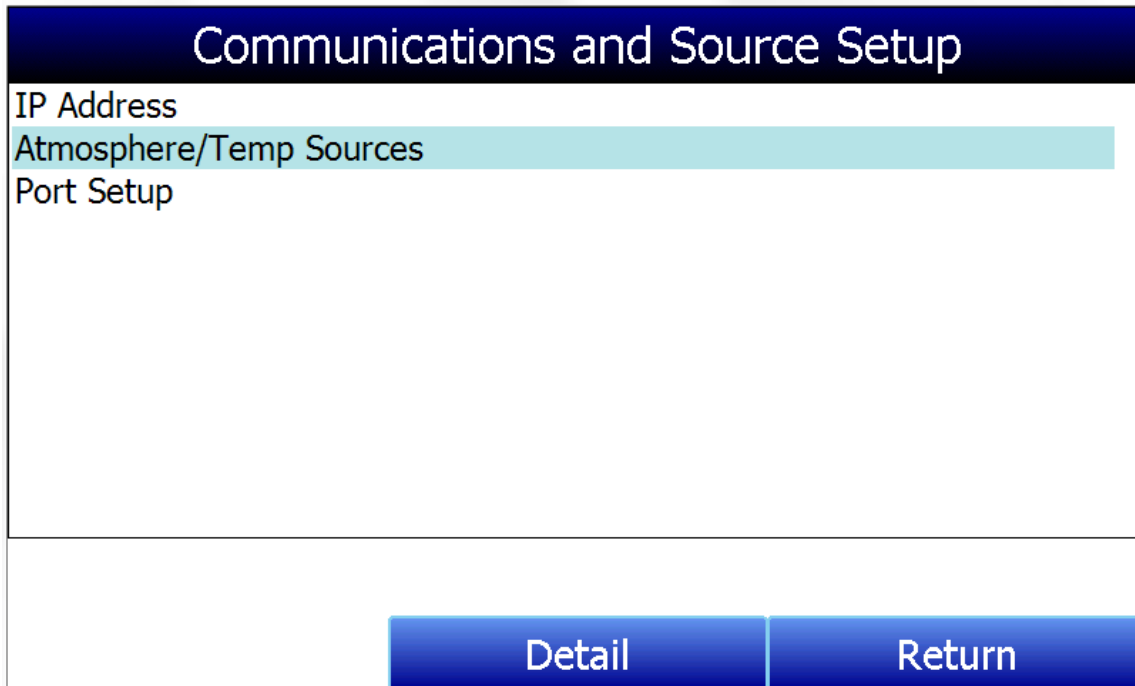 Communications and Source Setup
IP Address
Atmosphere/Temp Sources
Port Setup
Detail
Return